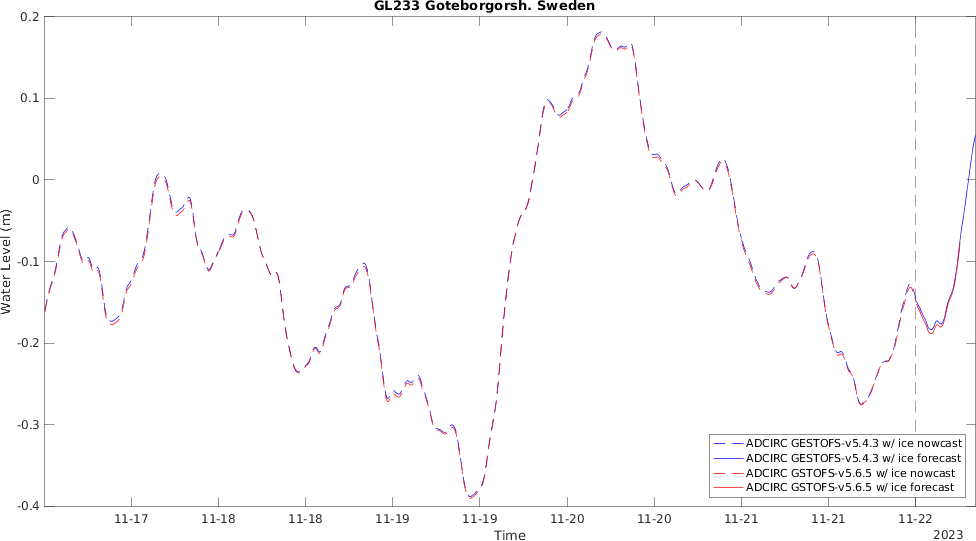 GL233 Goteborgorsh. Sweden
0.2
0.1
0
-0.1
-0.2
-0.3
-0.4
Water Level (m)
ADCIRC GESTOFS-v5.4.3 w/ ice nowcast
ADCIRC GESTOFS-v5.4.3 w/ ice forecast
ADCIRC GSTOFS-v5.6.5 w/ ice nowcast
ADCIRC GSTOFS-v5.6.5 w/ ice forecast
11-17 11-18 11-18 11-19 11-19 11-20 11-20 11-21 11-21 11-22
Time
2023